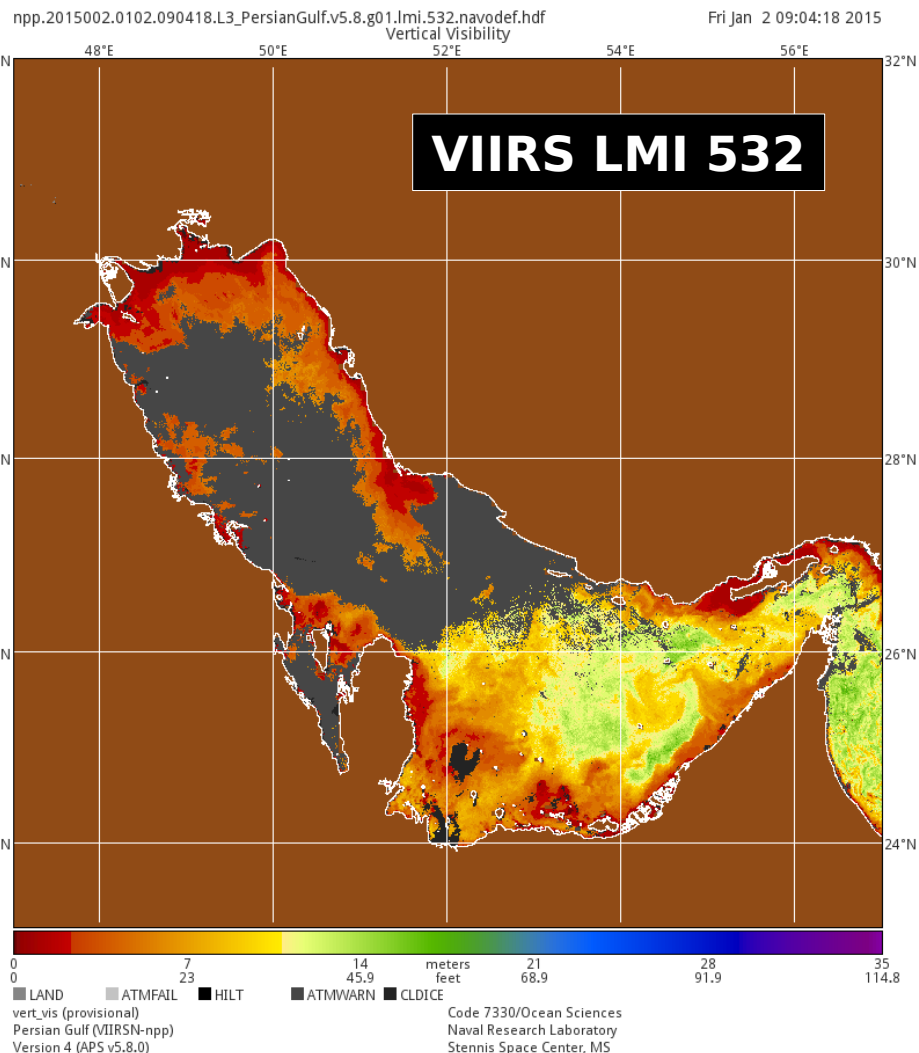 npp.2015002.0102.090418.L3_PersianGulf.v5.8.g01.lmi.532.navodef.hdf Fri Jan 2 09:04:18 2015
Vertical Visibility
48°E 50°E 52°E 54°E 56°E
N 32°N
VIIRS LMI 532
N 30°N
N 28°N
N 26°N
N 24°N
0 7 14 meters 21 28 35
0 23 45.9 feet 68.9 91.9 114.8
LAND ATMFAIL HILT ATMWARN CLDICE
vert_vis (provisional) Code 7330/Ocean Sciences
Persian Gulf (VIIRSN-npp) Naval Research Laboratory
Version 4 (APS v5.8.0) Stennis Space Center, MS